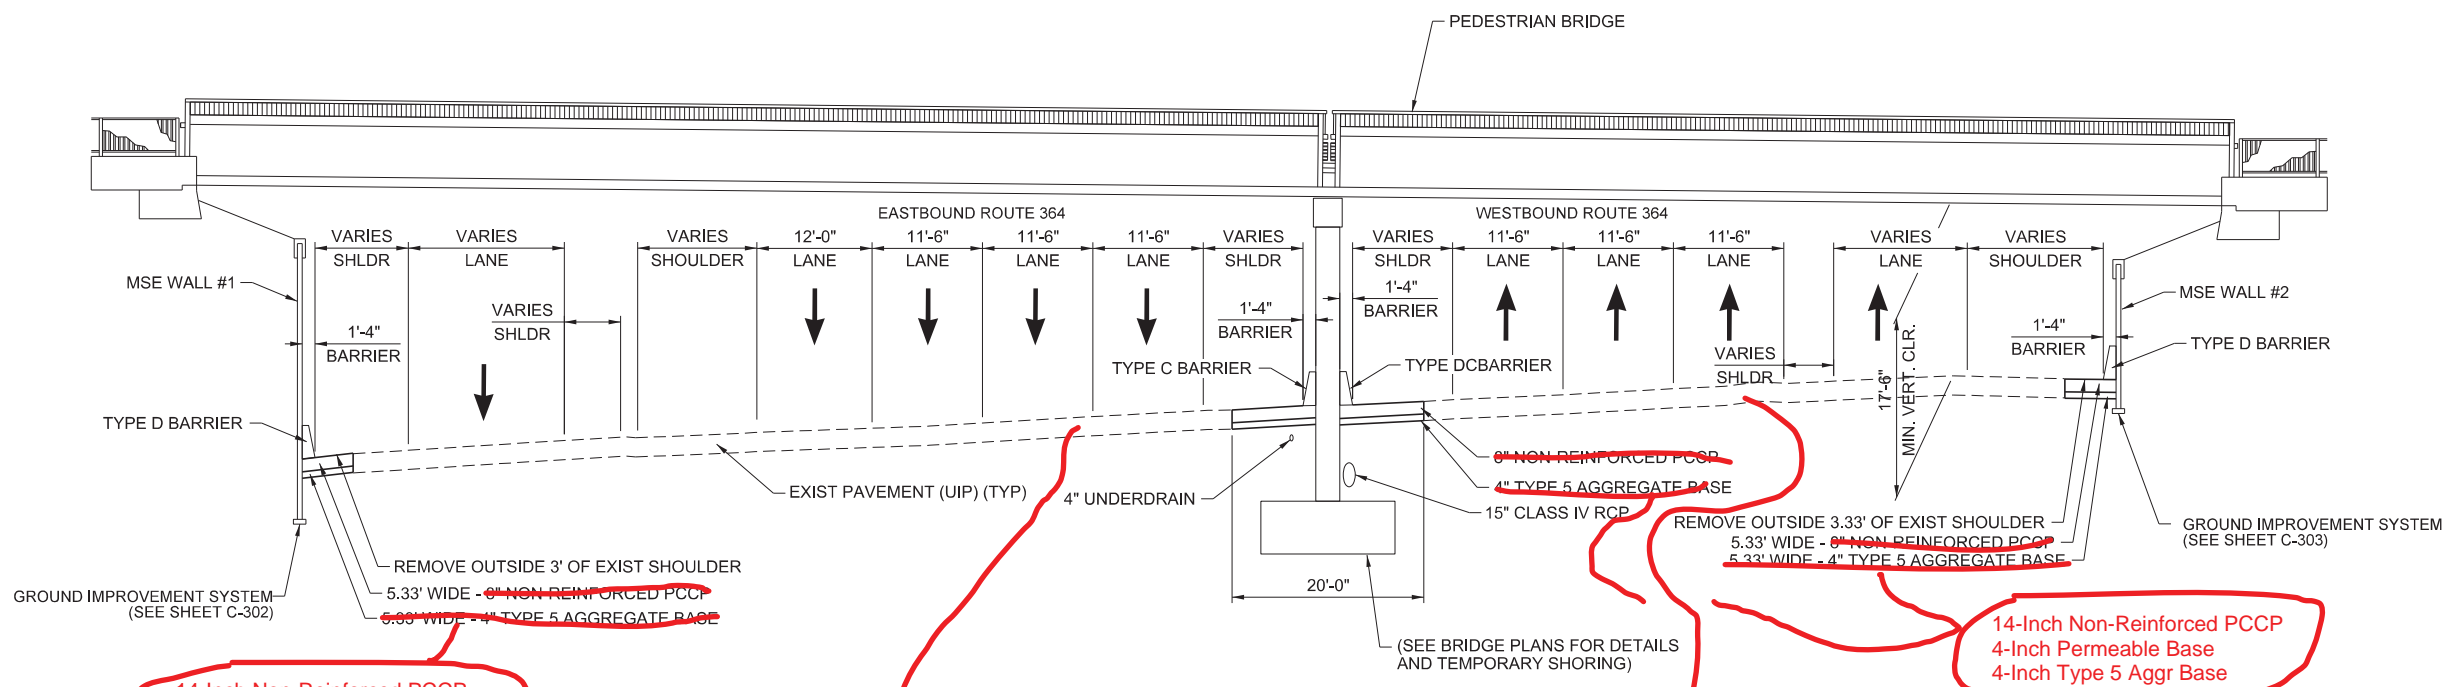 PEDESTRIAN BRIDGE
EASTBOUND ROUTE 364
WESTBOUND ROUTE 364
VARIES
SHLDR
VARIES
LANE
VARIES
SHOULDER
12'-0"
LANE
11'-6"
LANE
11'-6"
LANE
11'-6"
LANE
VARIES
SHLDR
VARIES
SHLDR
11'-6"
LANE
11'-6"
LANE
11'-6"
LANE
VARIES
LANE
VARIES
SHOULDER
MSE WALL #1
MSE WALL #2
1'-4"
BARRIER
VARIES
SHLDR
1'-4"
BARRIER
1'-4"
BARRIER
1'-4"
BARRIER
VARIES
SHLDR
17'-6"
MIN. VERT. CLR.
TYPE C BARRIER
TYPE DCBARRIER
TYPE D BARRIER
TYPE D BARRIER
EXIST PAVEMENT (UIP) (TYP)
4" UNDERDRAIN
8" NON-REINFORCED PCCP
4" TYPE 5 AGGREGATE BASE
15" CLASS IV RCP
REMOVE OUTSIDE 3.33' OF EXIST SHOULDER
5.33' WIDE - 8" NON-REINFORCED PCCP
5.33' WIDE - 4" TYPE 5 AGGREGATE BASE
GROUND IMPROVEMENT SYSTEM
(SEE SHEET C-303)
REMOVE OUTSIDE 3' OF EXIST SHOULDER
5.33' WIDE - 8" NON-REINFORCED PCCP
5.33' WIDE - 4" TYPE 5 AGGREGATE BASE
GROUND IMPROVEMENT SYSTEM
(SEE SHEET C-302)
20'-0"
(SEE BRIDGE PLANS FOR DETAILS
AND TEMPORARY SHORING)
14-Inch Non-Reinforced PCCP
4-Inch Permeable Base
4-Inch Type 5 Aggr Base
14-Inch Non-Reinforced PCCP